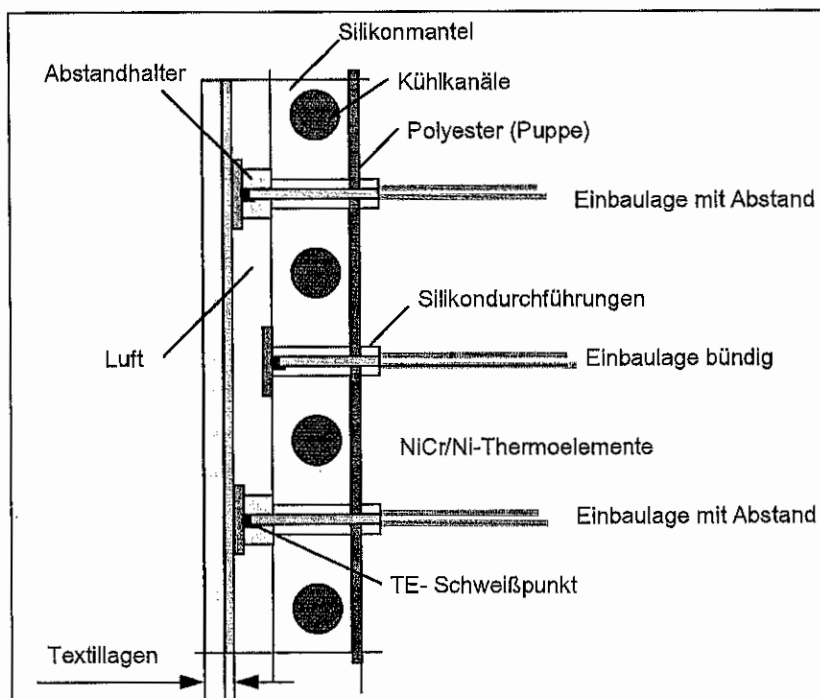 Silikonmantel
Abstandhalter
Kühlkanäle
Polyester (Puppe)
Einbaulage mit Abstand
Silikondurchführungen
Luft
Einbaulage bündig
NiCr/Ni-Thermoelemente
Einbaulage mit Abstand
TE- Schweißpunkt
Textillagen